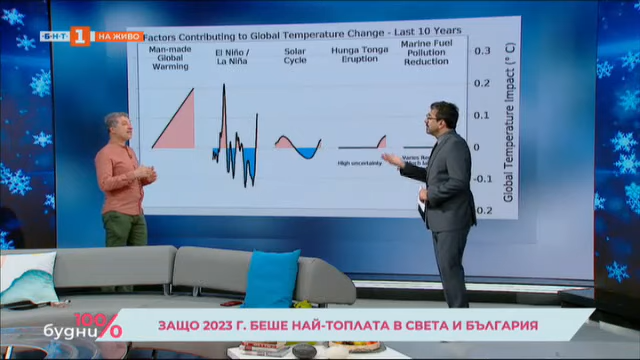 БНТ 1 НА ЖИВО
Factors Contributing to Global Temperature Change - Last 10 Years
Man-made
Global
Warming
El Niño /
La Niña
Solar
Cycle
Hunga Tonga
Eruption
Marine Fuel
Pollution
Reduction
0.3
0.2
0.1
0
-0.1
0.2
Global Temperature Impact (° C)
High uncertainty
Varies
100%
будни
ЗАЩО 2023 Г. БЕШЕ НАЙ-ТОПЛАТА В СВЕТА И БЪЛГАРИЯ